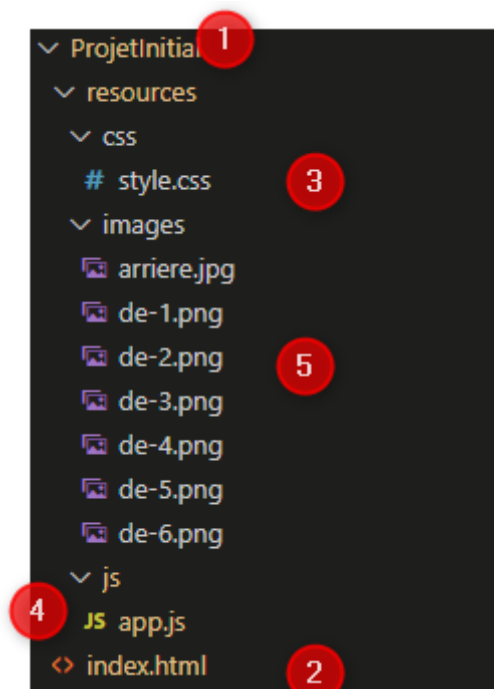 ProjetInitial 1
resources
css
# style.css 3
images
arriere.jpg
de-1.png
de-2.png 5
de-3.png
de-4.png
de-5.png
de-6.png
js
4 JS app.js
<> index.html 2